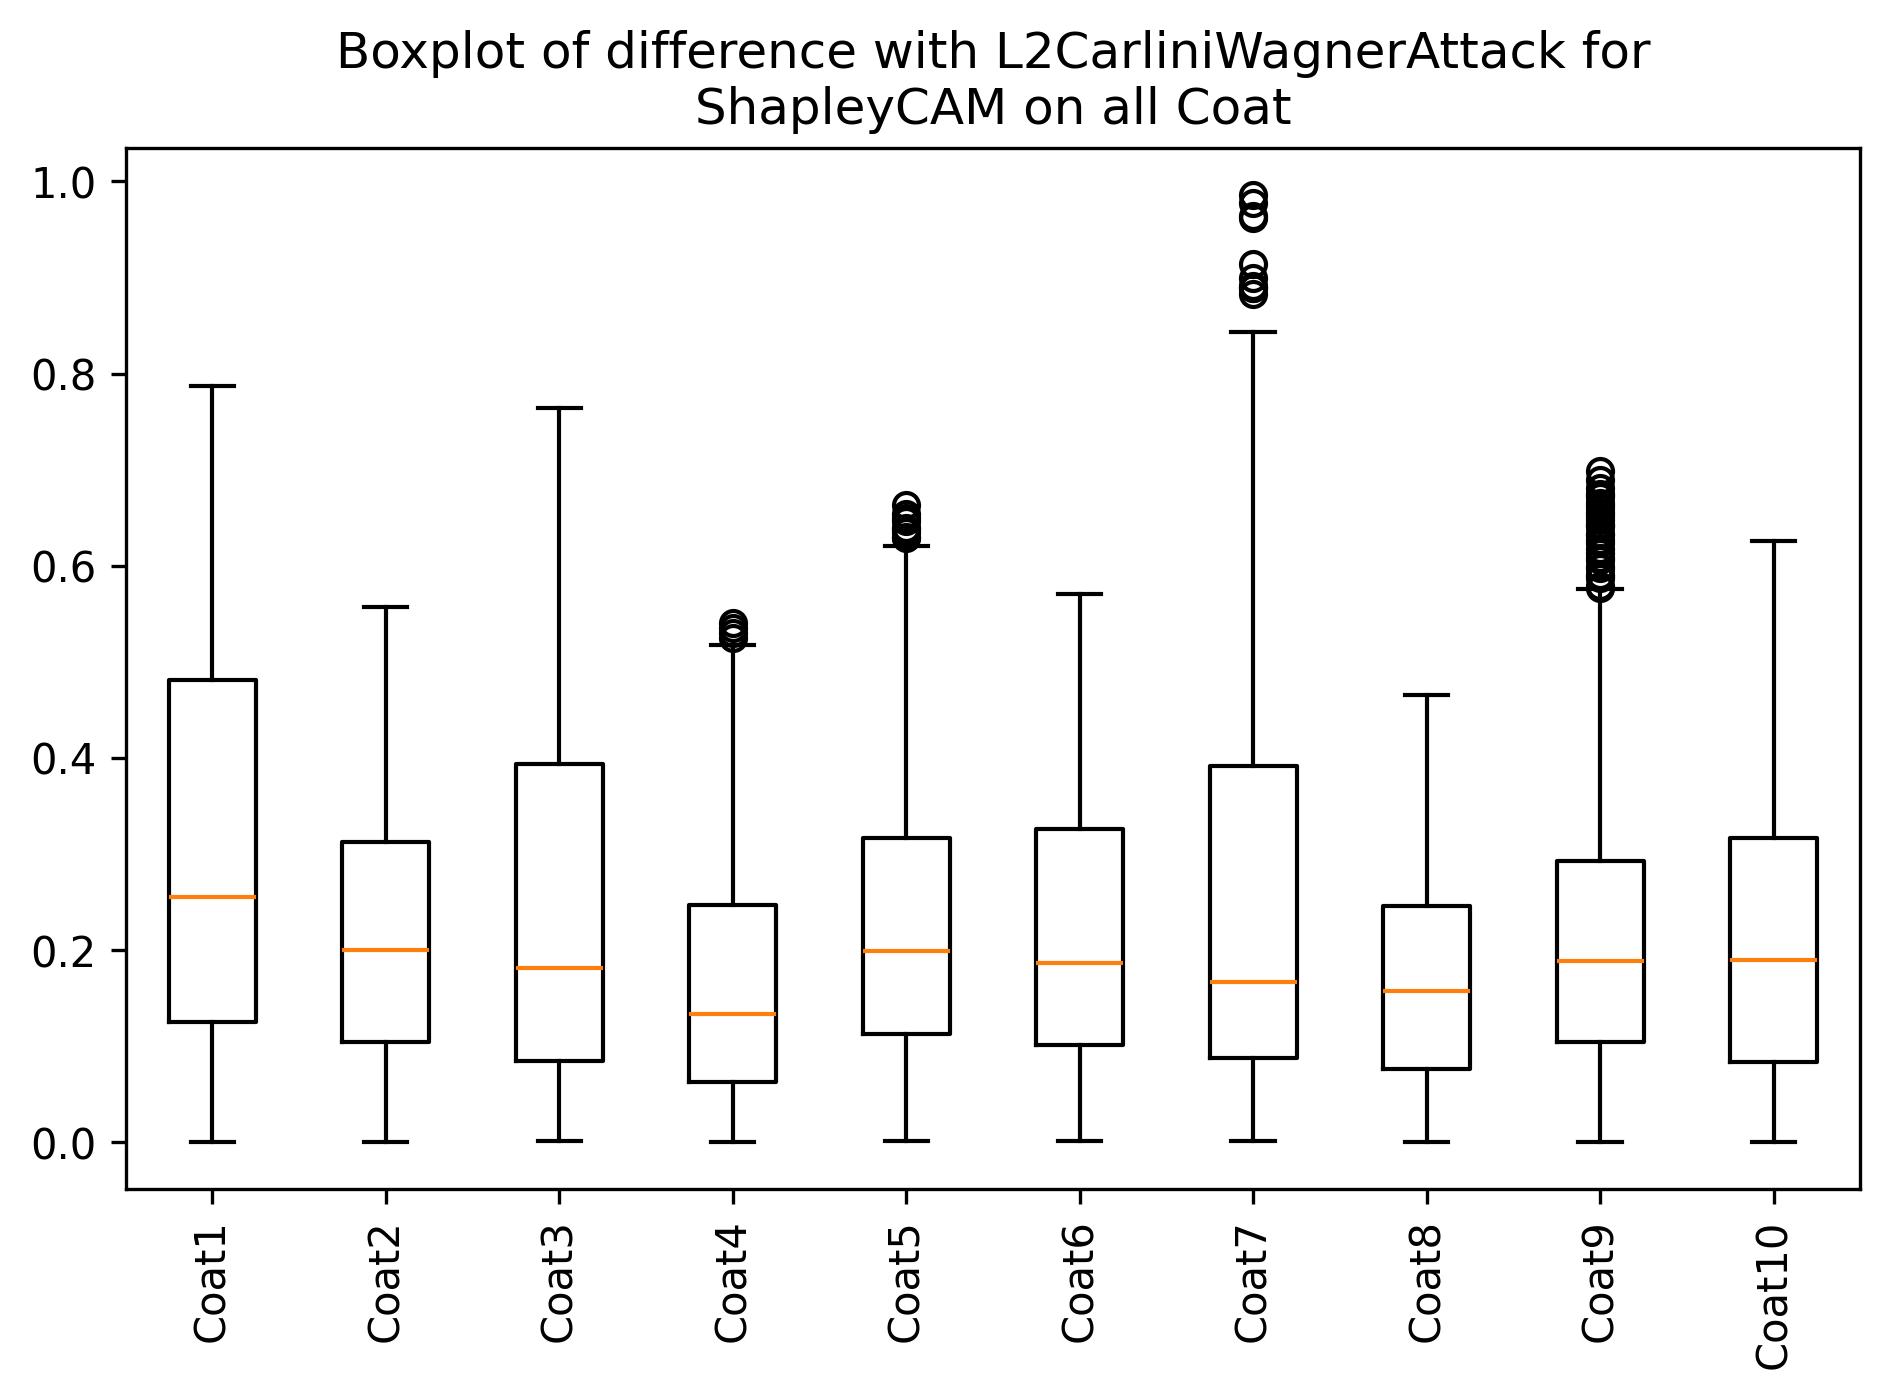 Boxplot of difference with L2CarliniWagnerAttack for
ShapleyCAM on all Coat
1.0
0.8
0.6
0.4
0.2
0.0
Coat1
Coat2
Coat3
Coat4
Coat5
Coat6
Coat7
Coat8
Coat9
Coat10